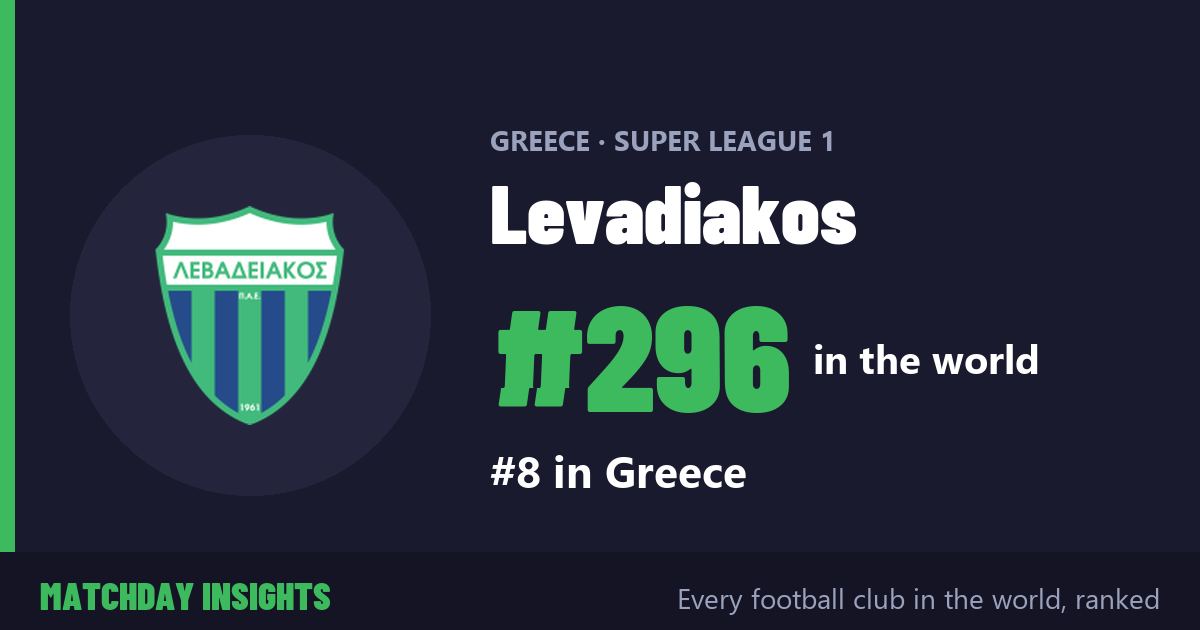 GREECE · SUPER LEAGUE 1
Levadiakos
ΛΕΒΑΔΕΙΑΚΟΣ
Π.Α.Ε.
1961
#296 in the world
#8 in Greece
MATCHDAY INSIGHTS
Every football club in the world, ranked